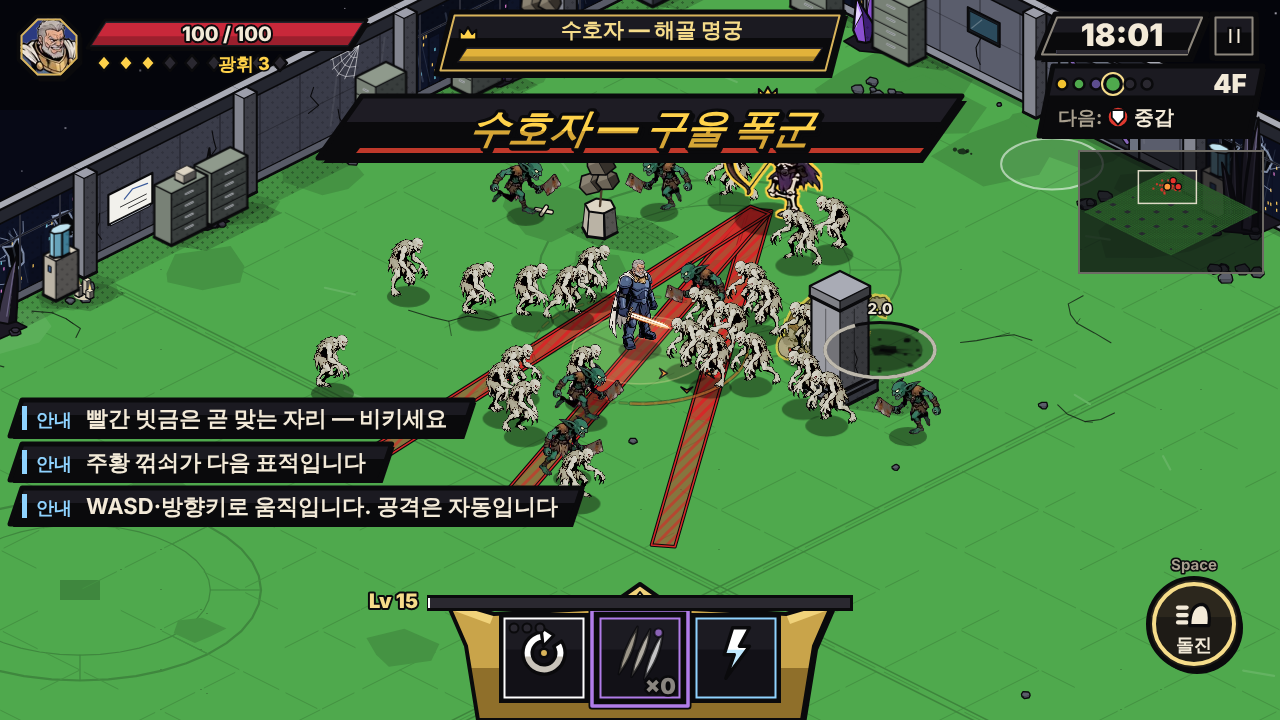 100 / 100
광휘 3
수호자 — 해골 명궁
18:01
4F
다음: 중갑
수호자 — 구울 폭군
2.0
안내 빨간 빗금은 곧 맞는 자리 — 비키세요
안내 주황 꺾쇠가 다음 표적입니다
안내 WASD·방향키로 움직입니다. 공격은 자동입니다
Lv 15
×0
Space
돌진